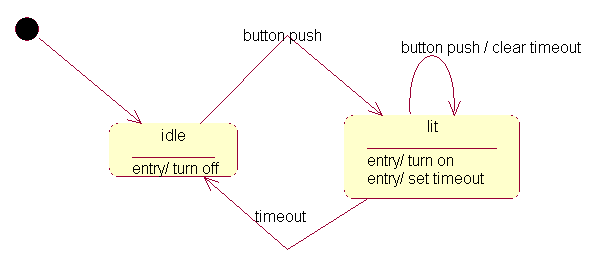 button push
button push / clear timeout
idle
entry/ turn off
lit
entry/ turn on
entry/ set timeout
timeout